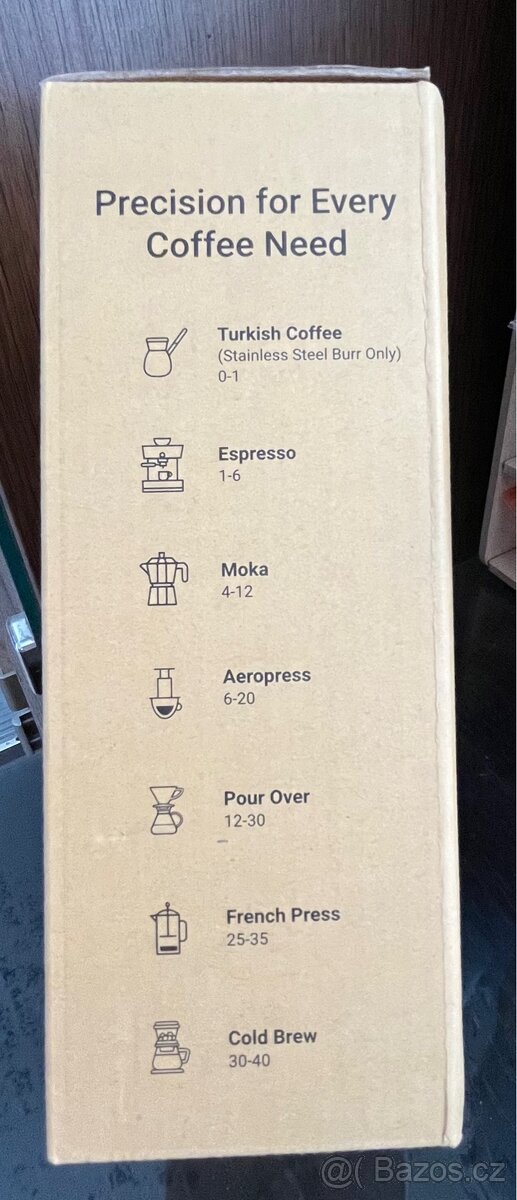 Precision for Every
Coffee Need
Turkish Coffee
(Stainless Steel Burr Only)
0-1
Espresso
1-6
Moka
4-12
Aeropress
6-20
Pour Over
12-30
French Press
25-35
Cold Brew
30-40
@( Bazos.cz